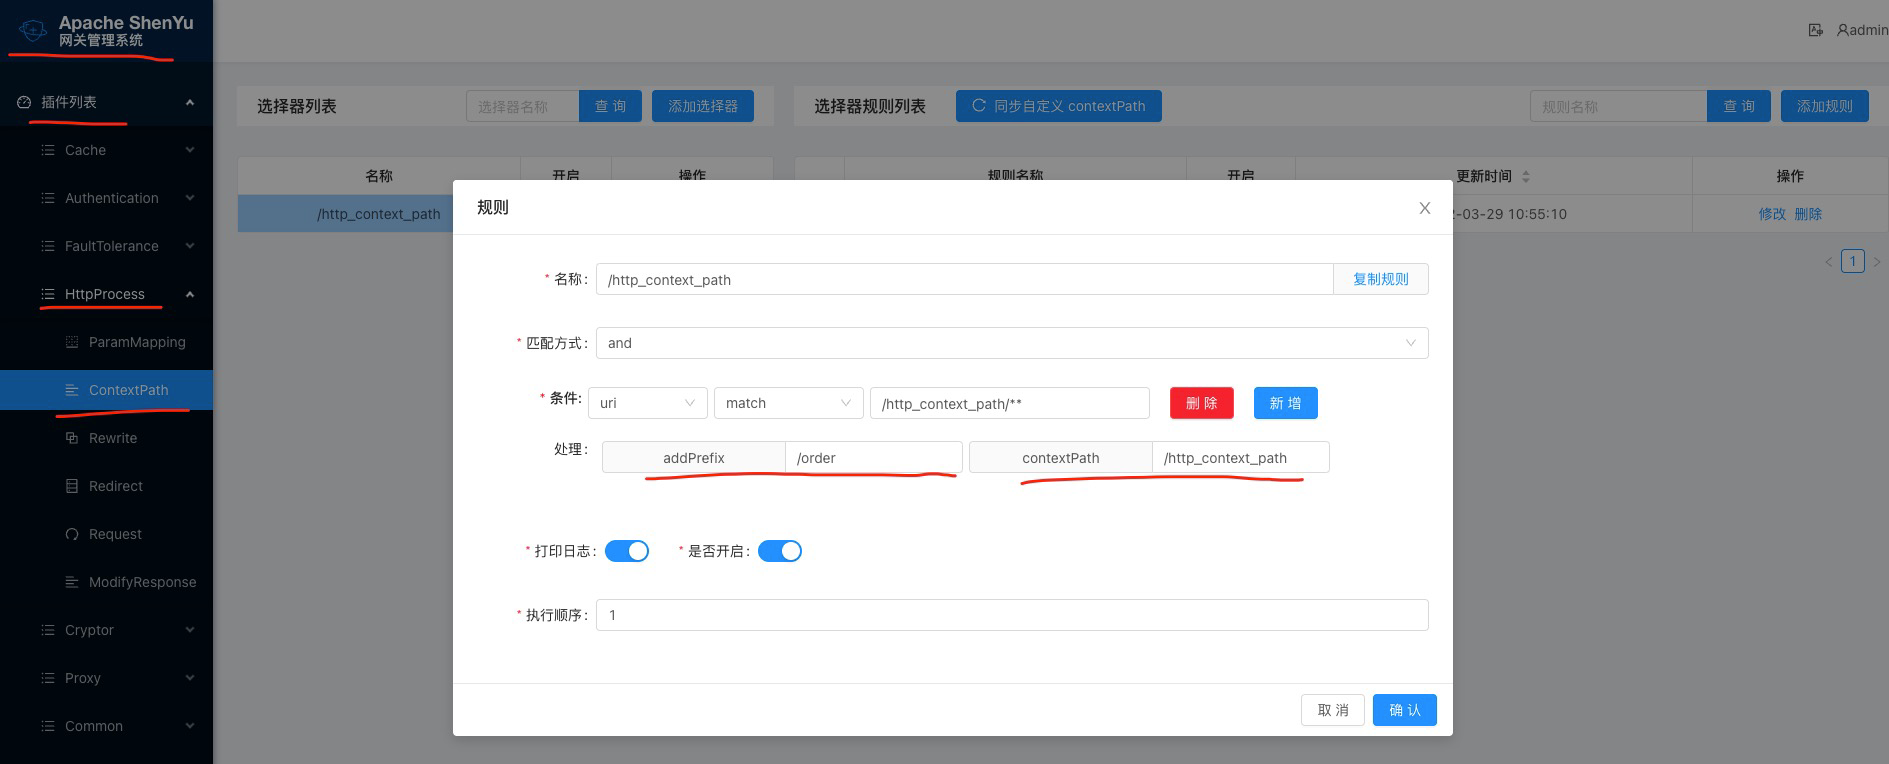 Apache ShenYu
网关管理系统
admin
插件列表
Cache
Authentication
FaultTolerance
HttpProcess
ParamMapping
ContextPath
Rewrite
Redirect
Request
ModifyResponse
Cryptor
Proxy
Common
选择器列表
选择器名称
查 询
添加选择器
选择器规则列表
同步自定义 contextPath
规则名称
查 询
添加规则
名称 开启 操作
/http_context_path
规则名称 开启 更新时间 操作
-03-29 10:55:10 修改 删除
1
规则
* 名称: /http_context_path 复制规则
* 匹配方式: and
* 条件: uri match /http_context_path/** 删 除 新 增
处理: addPrefix /order contextPath /http_context_path
* 打印日志: * 是否开启:
* 执行顺序: 1
取 消 确 认